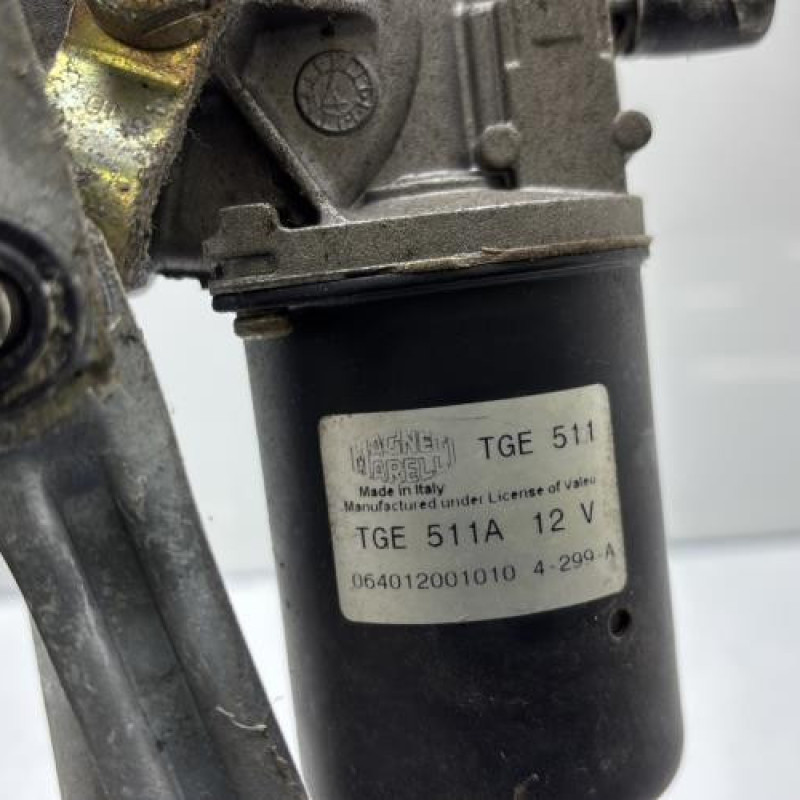 MAGNETI
MARELLI
TGE 511
Made in Italy
Manufactured under License of Valeo
TGE 511A 12 V
064012001010 4-299-A